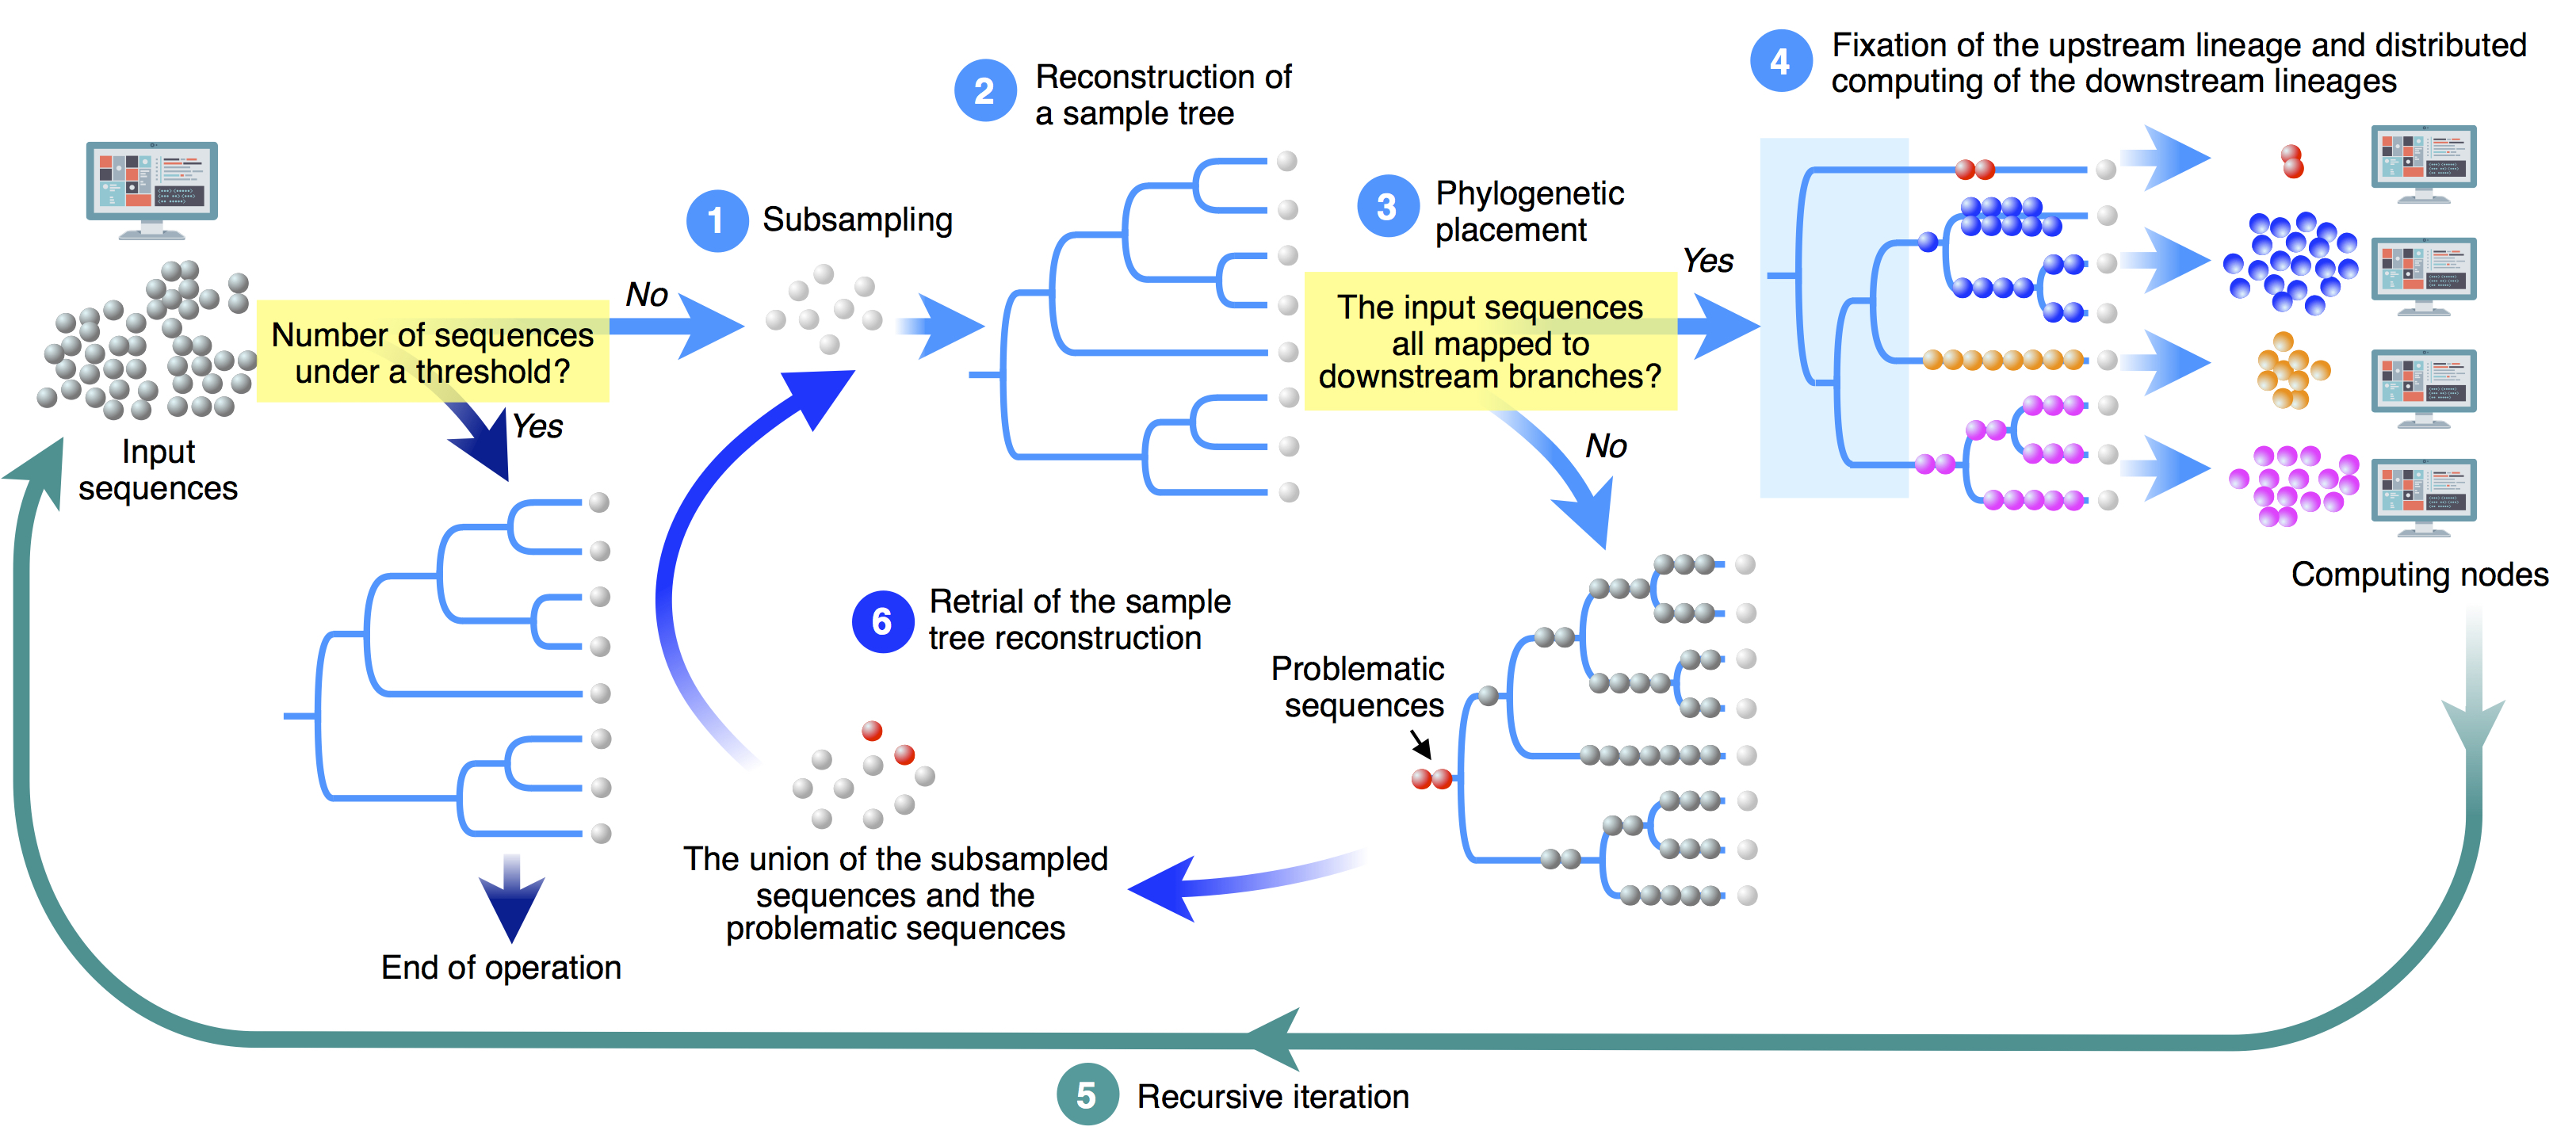 4
Fixation of the upstream lineage and distributed
computing of the downstream lineages
2
Reconstruction of
a sample tree
1
Subsampling
3
Phylogenetic
placement
Yes
No
Number of sequences
under a threshold?
Yes
The input sequences
all mapped to
downstream branches?
No
Input
sequences
Computing nodes
6
Retrial of the sample
tree reconstruction
Problematic
sequences
The union of the subsampled
sequences and the
problematic sequences
End of operation
5
Recursive iteration